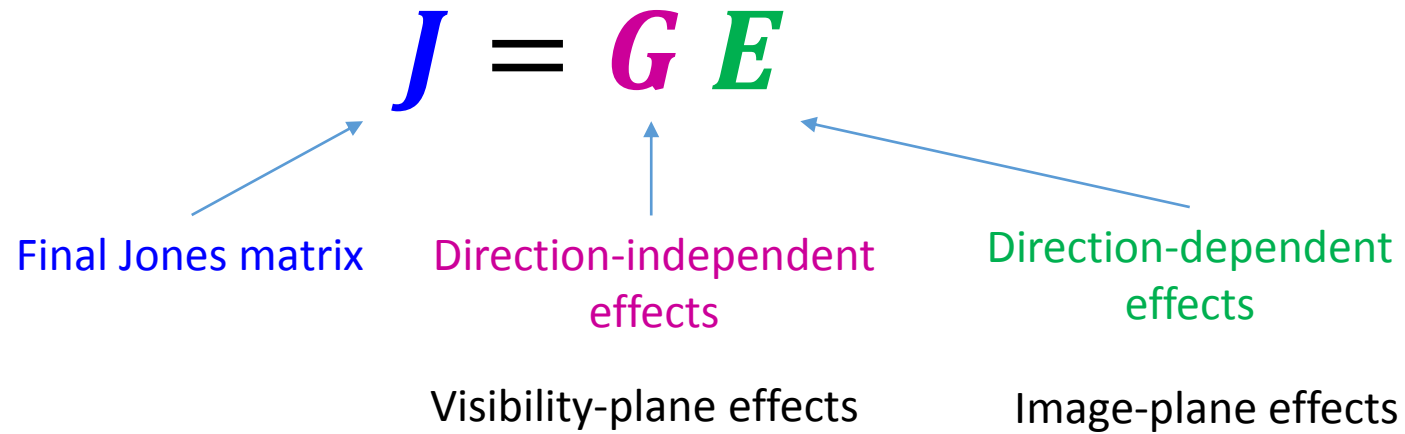 J = G E
Final Jones matrix
Direction-independent
effects
Direction-dependent
effects
Visibility-plane effects
Image-plane effects